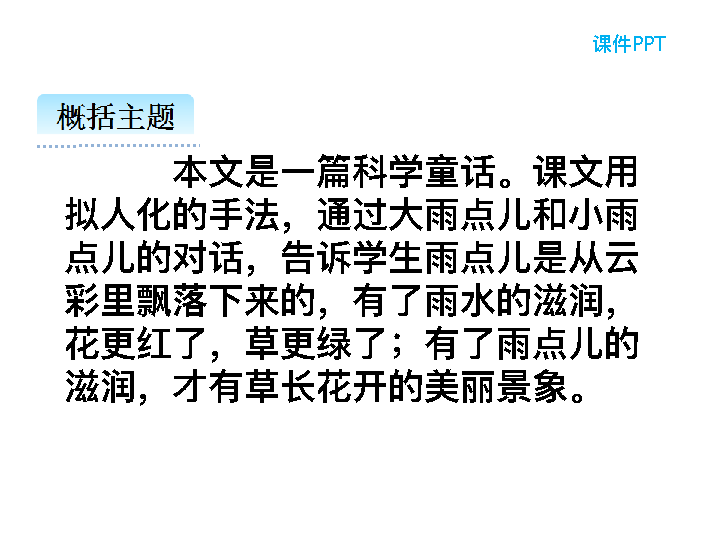 课件PPT
概括主题
本文是一篇科学童话。课文用
拟人化的手法，通过大雨点儿和小雨
点儿的对话，告诉学生雨点儿是从云
彩里飘落下来的，有了雨水的滋润，
花更红了，草更绿了；有了雨点儿的
滋润，才有草长花开的美丽景象。